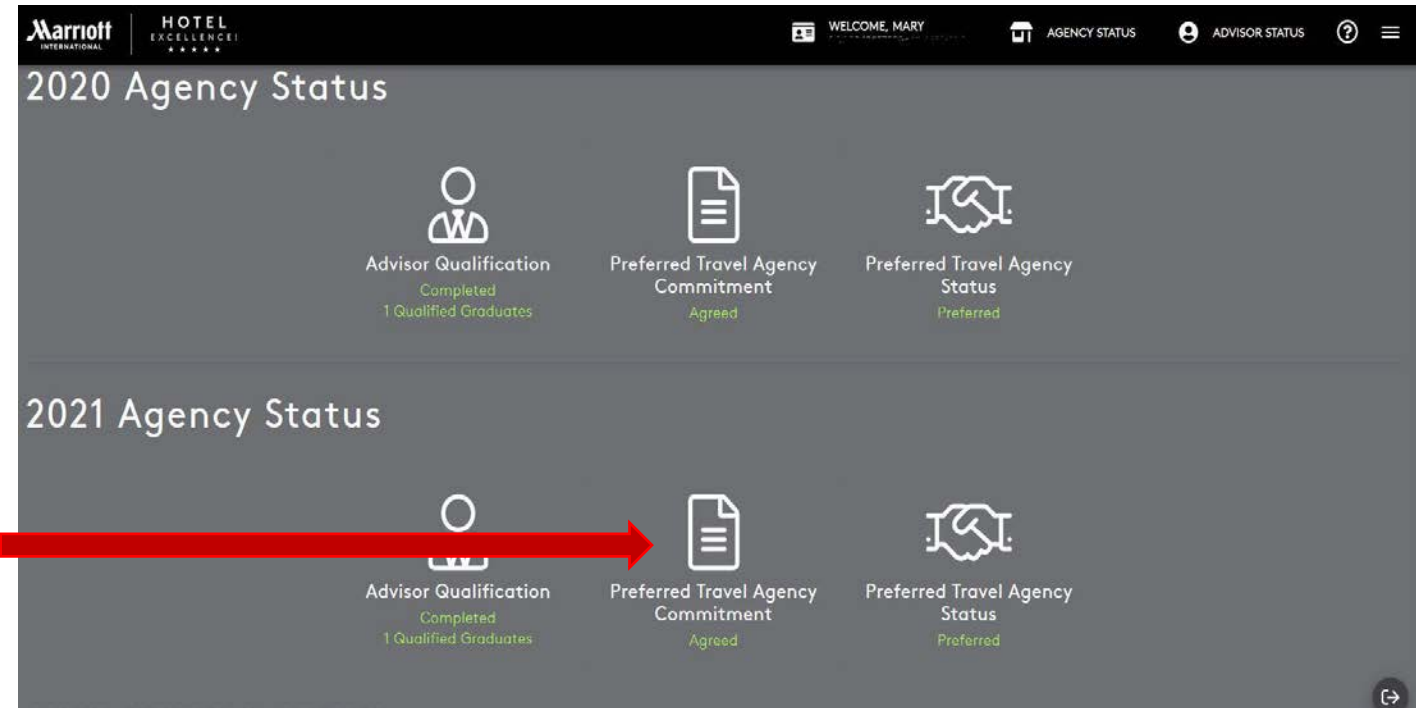 Marriott
INTERNATIONAL
HOTEL
EXCELLENCE!
WELCOME, MARY
AGENCY STATUS
ADVISOR STATUS
?
2020 Agency Status
Advisor Qualification
Completed
1 Qualified Graduates
Preferred Travel Agency
Commitment
Agreed
Preferred Travel Agency
Status
Preferred
2021 Agency Status
Advisor Qualification
Completed
1 Qualified Graduates
Preferred Travel Agency
Commitment
Agreed
Preferred Travel Agency
Status
Preferred